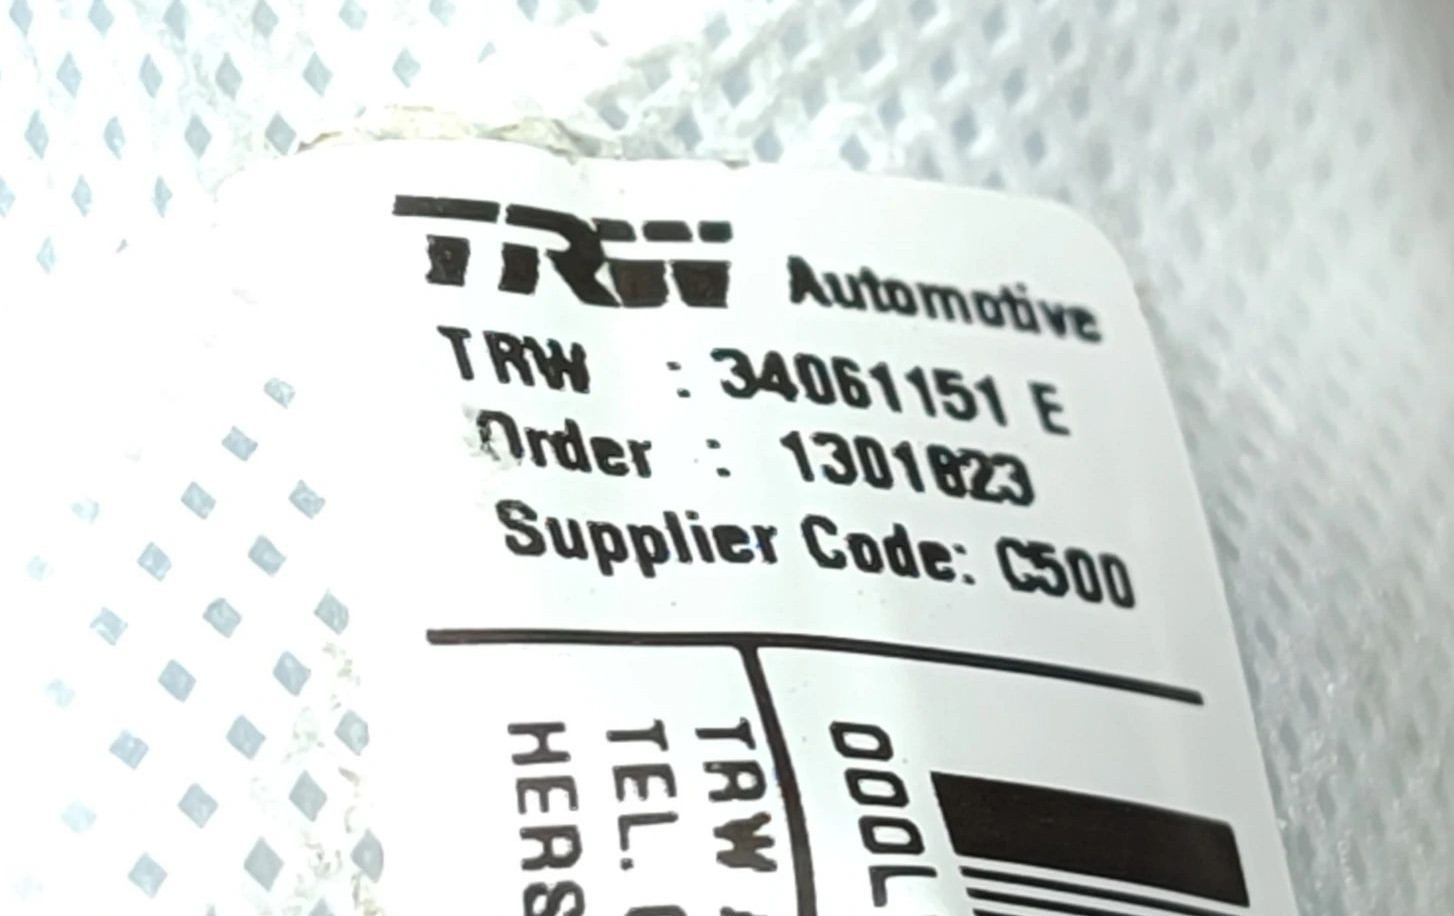 TRW Automotive
TRW : 34061151 E
Order : 1301823
Supplier Code: C500
000L
TRW
TEL.
HERS